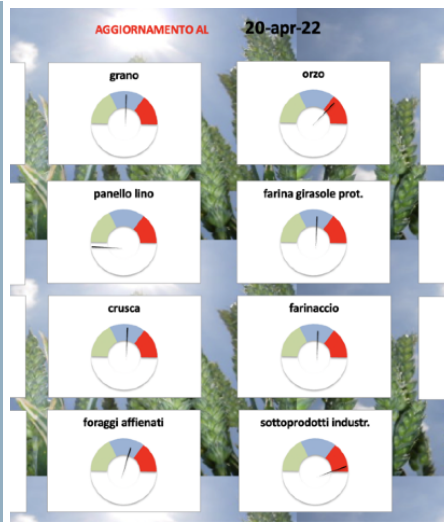 AGGIORNAMENTO AL 20-apr-22
grano
orzo
panello lino
farina girasole prot.
crusca
farinaccio
foraggi affienati
sottoprodotti industr.